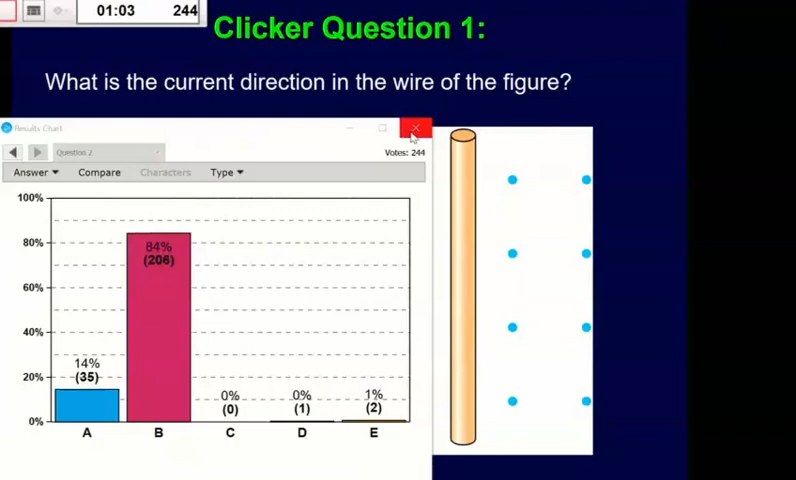 01:03 244
Clicker Question 1:
What is the current direction in the wire of the figure?
Results Chart
Question 2
Votes: 244
Answer Compare Characters Type
100%
80%
60%
40%
20%
0%
14%
(35)
84%
(206)
0%
(0)
0%
(1)
1%
(2)
A B C D E